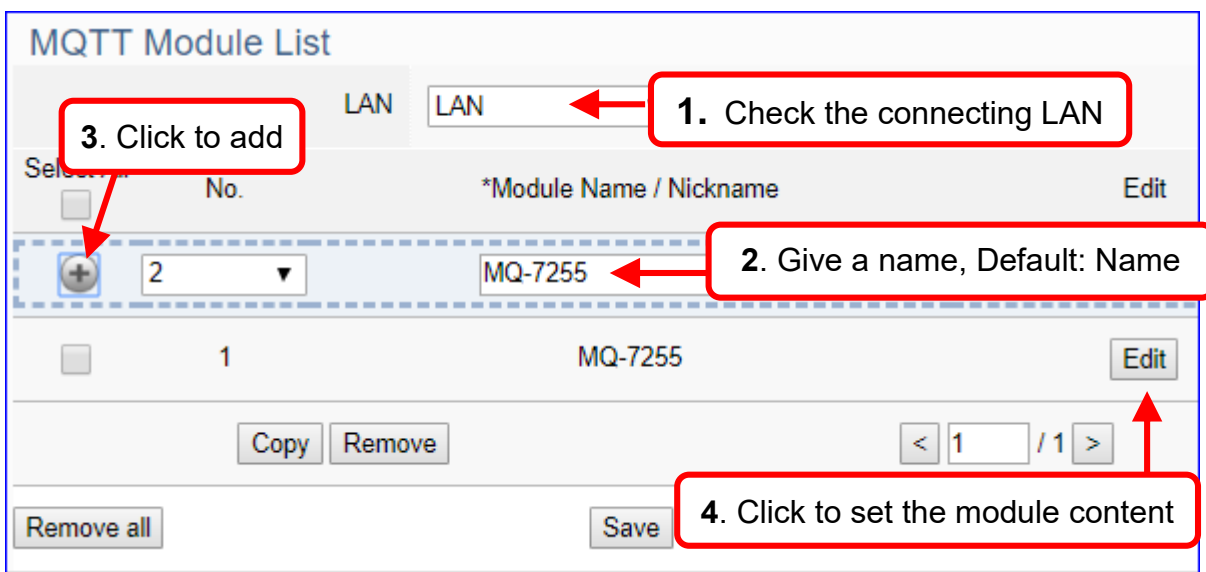 MQTT Module List
LAN
LAN
1. Check the connecting LAN
3. Click to add
No.
*Module Name / Nickname
Edit
2
MQ-7255
2. Give a name, Default: Name
1
MQ-7255
Edit
Copy
Remove
<
1
/ 1
>
4. Click to set the module content
Remove all
Save